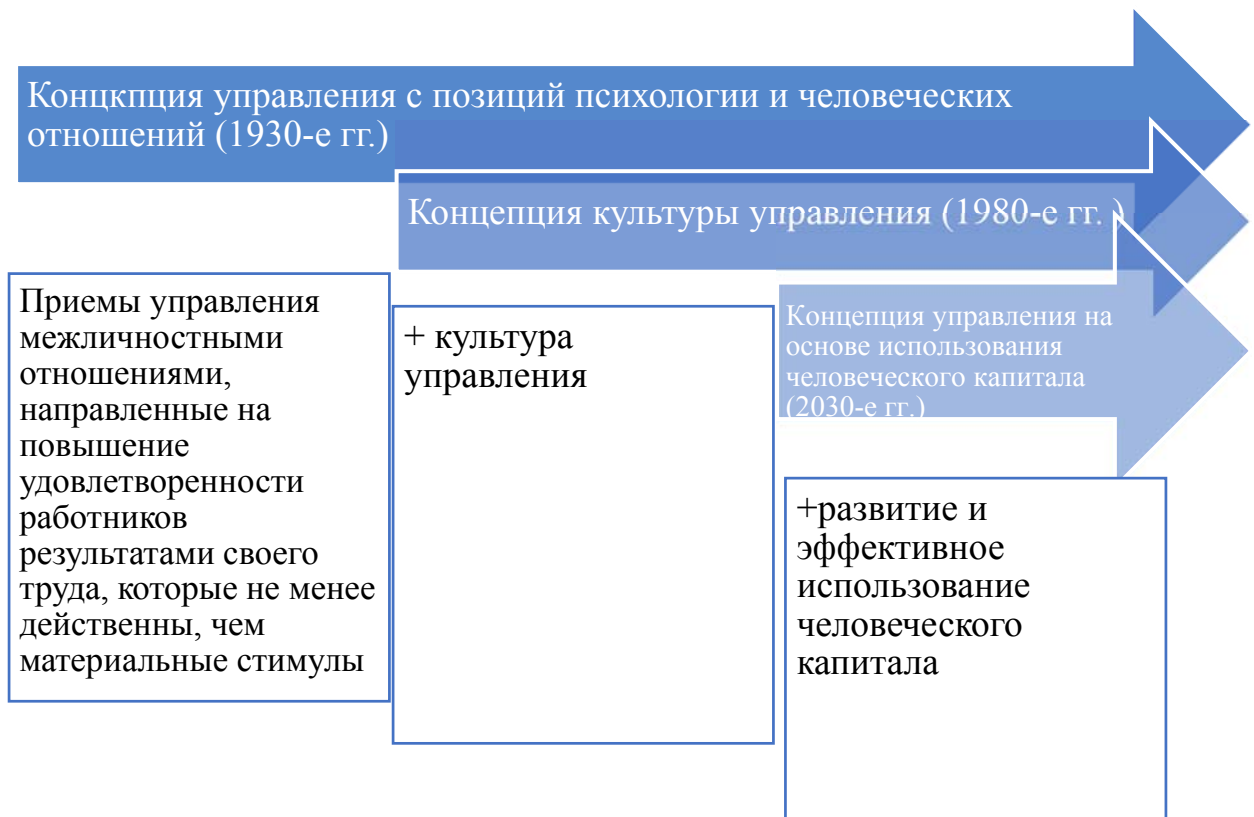 Концкпция управления с позиций психологии и человеческих
отношений (1930-е гг.)
Концепция культуры управления (1980-е гг. )
Концепция управления на
основе использования
человеческого капитала
(2030-е гг.)
Приемы управления
межличностными
отношениями,
направленные на
повышение
удовлетворенности
работников
результатами своего
труда, которые не менее
действенны, чем
материальные стимулы
+ культура
управления
+развитие и
эффективное
использование
человеческого
капитала